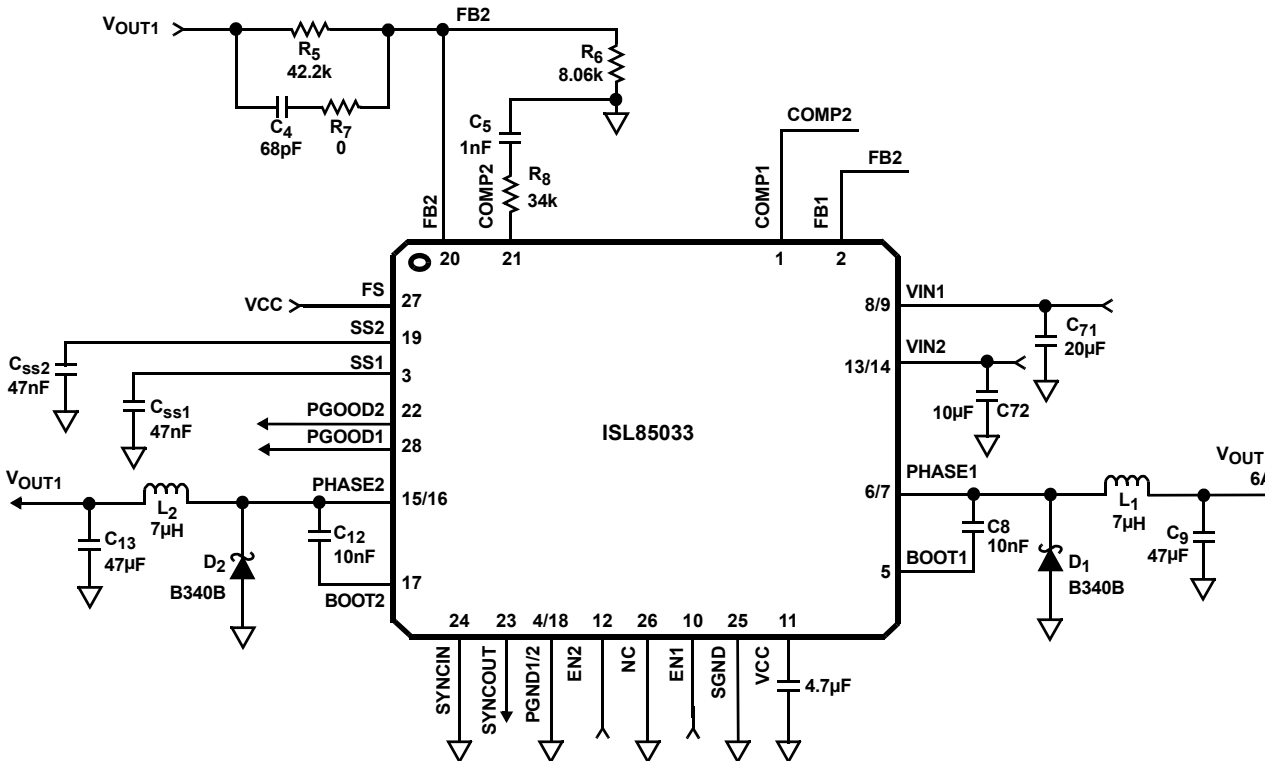 VOUT1
FB2
R5
42.2k
R6
8.06k
C4
68pF
R7
0
C5
1nF
R8
34k
FB2
COMP2
COMP2
FB2
COMP1
FB1
20
21
1
2
VCC
FS
27
SS2
19
SS1
3
PGOOD2
22
PGOOD1
28
Css2
47nF
Css1
47nF
ISL85033
8/9
VIN1
C71
20µF
VIN2
13/14
10µF
C72
VOUT1
L2
7µH
PHASE2
15/16
C13
47µF
D2
B340B
C12
10nF
17
BOOT2
PHASE1
6/7
C8
10nF
5
BOOT1
L1
7µH
D1
B340B
C9
47µF
VOUT
6A
24
23
4/18
12
26
10
25
11
SYNCIN
SYNCOUT
PGND1/2
EN2
NC
EN1
SGND
VCC
4.7µF